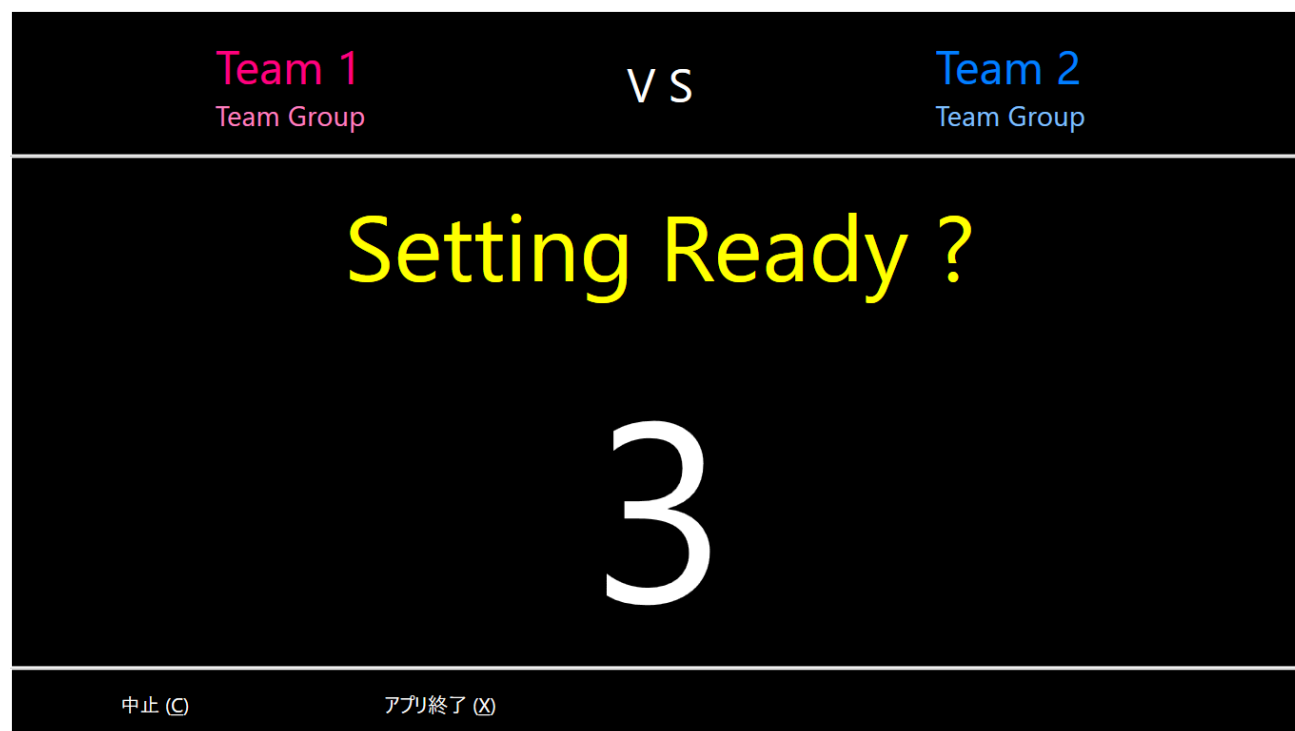 Team 1
Team Group
V S
Team 2
Team Group
Setting Ready ?
3
中止 (C)
アプリ終了 (X)